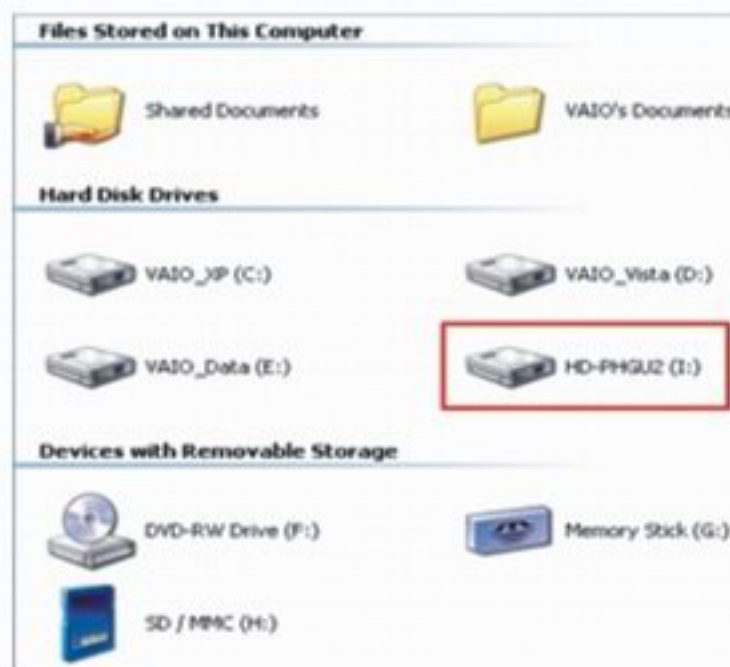 Files Stored on This Computer
Shared Documents
VAIO's Documents
Hard Disk Drives
VAIO_XP (C:)
VAIO_Vista (D:)
VAIO_Data (E:)
HD-PHGU2 (I:)
Devices with Removable Storage
DVD-RW Drive (F:)
Memory Stick (G:)
SD / MMC (H:)